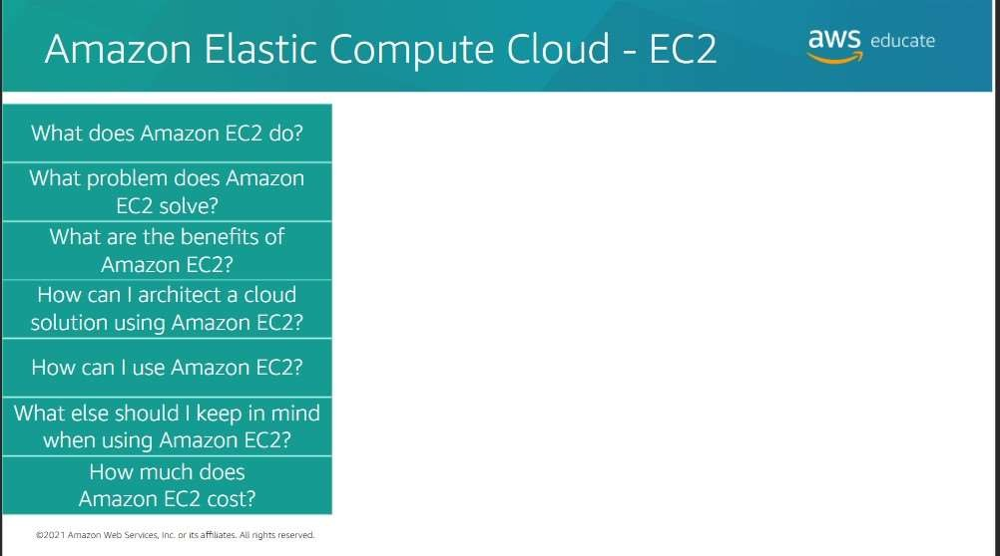 Amazon Elastic Compute Cloud - EC2
aws educate
What does Amazon EC2 do?
What problem does Amazon
EC2 solve?
What are the benefits of
Amazon EC2?
How can I architect a cloud
solution using Amazon EC2?
How can I use Amazon EC2?
What else should I keep in mind
when using Amazon EC2?
How much does
Amazon EC2 cost?
©2021 Amazon Web Services, Inc. or its affiliates. All rights reserved.